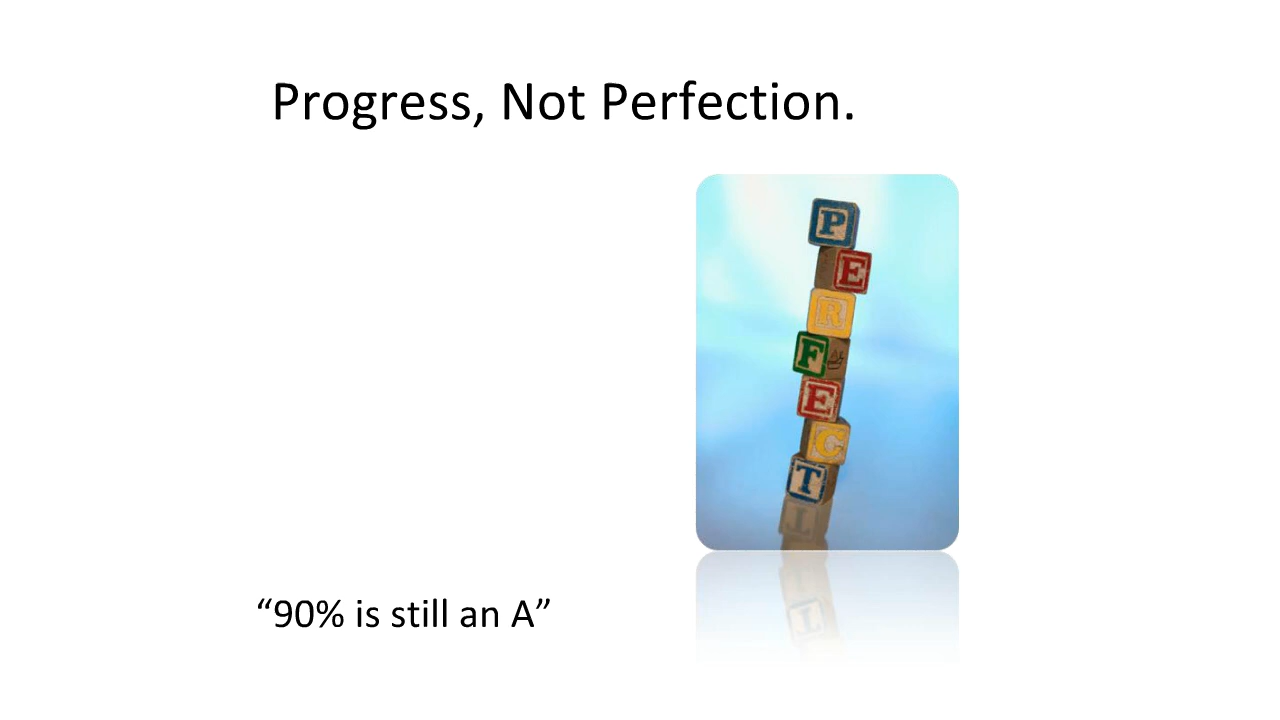 Progress, Not Perfection.
P
E
R
F
E
C
T
“90% is still an A”